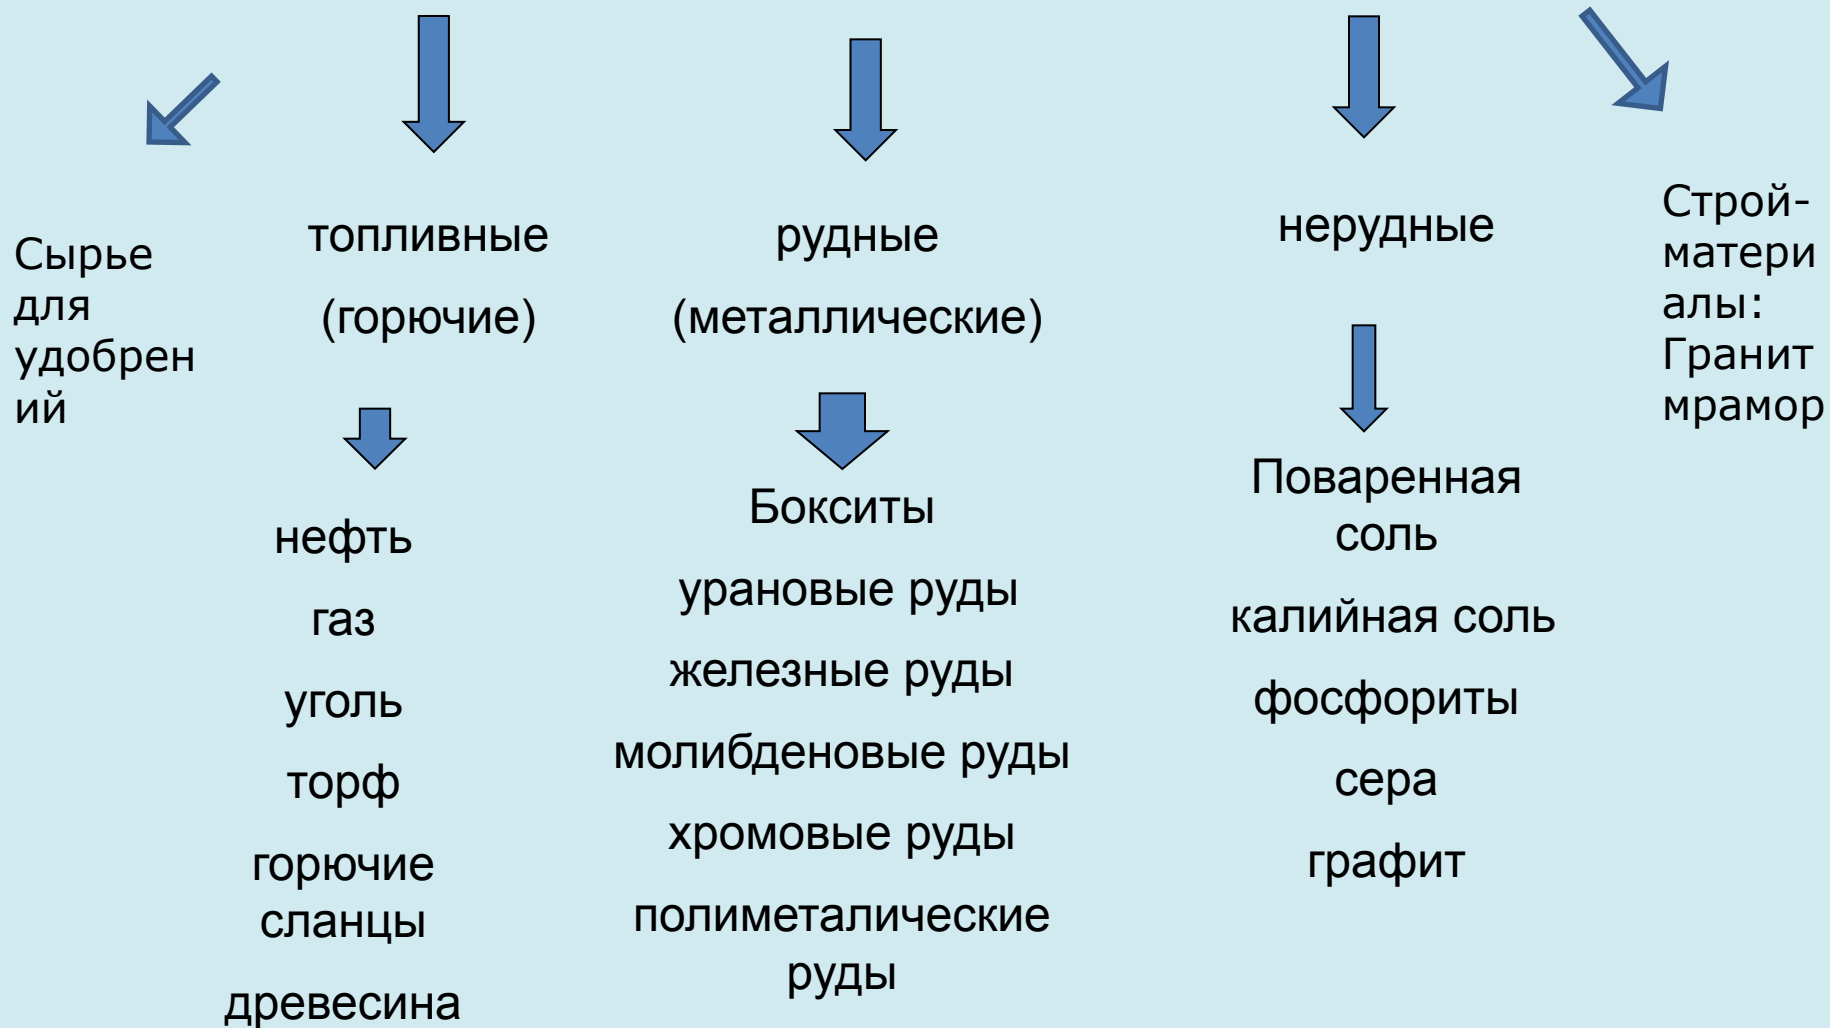 Сырье
для
удобрен
ий
топливные
(горючие)
нефть
газ
уголь
торф
горючие
сланцы
древесина
рудные
(металлические)
Бокситы
урановые руды
железные руды
молибденовые руды
хромовые руды
полиметалические
руды
нерудные
Поваренная
соль
калийная соль
фосфориты
сера
графит
Строй-
матери
алы:
Гранит
мрамор